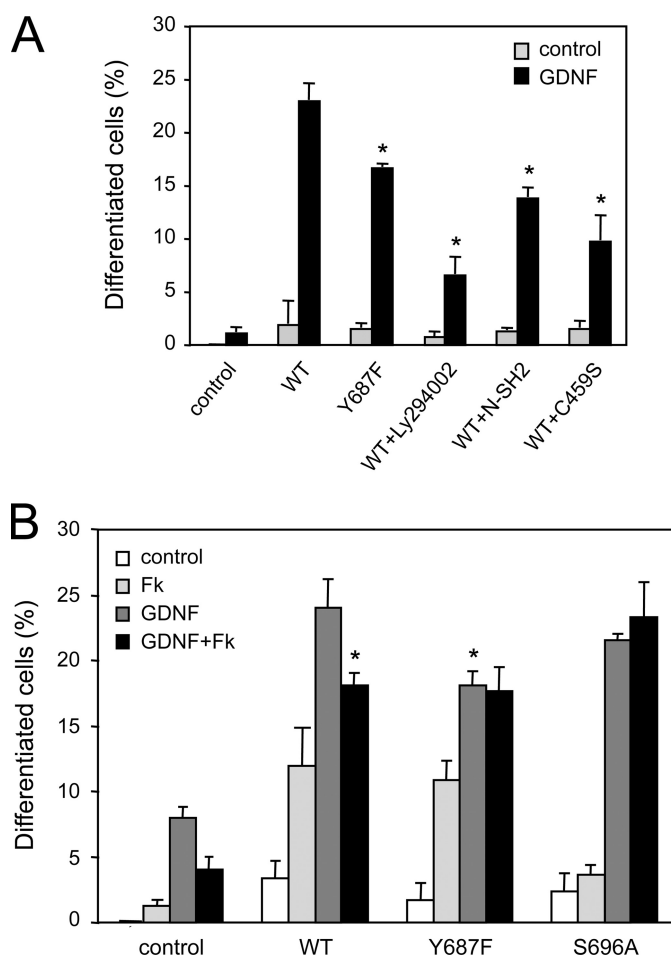 A
Differentiated cells (%)
30
25
20
15
10
5
0
control
GDNF
*
*
*
*
control
WT
Y687F
WT+Ly294002
WT+N-SH2
WT+C459S
B
Differentiated cells (%)
30
25
20
15
10
5
0
control
Fk
GDNF
GDNF+Fk
*
*
control
WT
Y687F
S696A